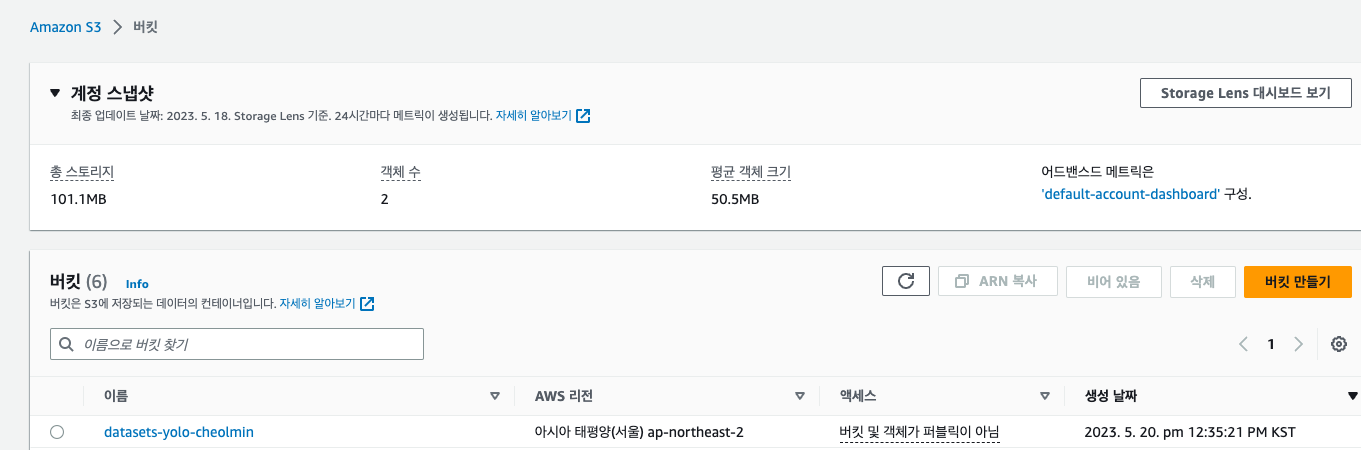 Amazon S3 > 버킷
▼ 계정 스냅샷
Storage Lens 대시보드 보기
최종 업데이트 날짜: 2023. 5. 18. Storage Lens 기준. 24시간마다 메트릭이 생성됩니다. 자세히 알아보기
총 스토리지
101.1MB
객체 수
2
평균 객체 크기
50.5MB
어드밴스드 메트릭은
'default-account-dashboard' 구성.
버킷 (6) Info
버킷은 S3에 저장되는 데이터의 컨테이너입니다. 자세히 알아보기
ARN 복사
비어 있음
삭제
버킷 만들기
이름으로 버킷 찾기
1
이름 AWS 리전 액세스 생성 날짜
datasets-yolo-cheolmin 아시아 태평양(서울) ap-northeast-2 버킷 및 객체가 퍼블릭이 아님 2023. 5. 20. pm 12:35:21 PM KST